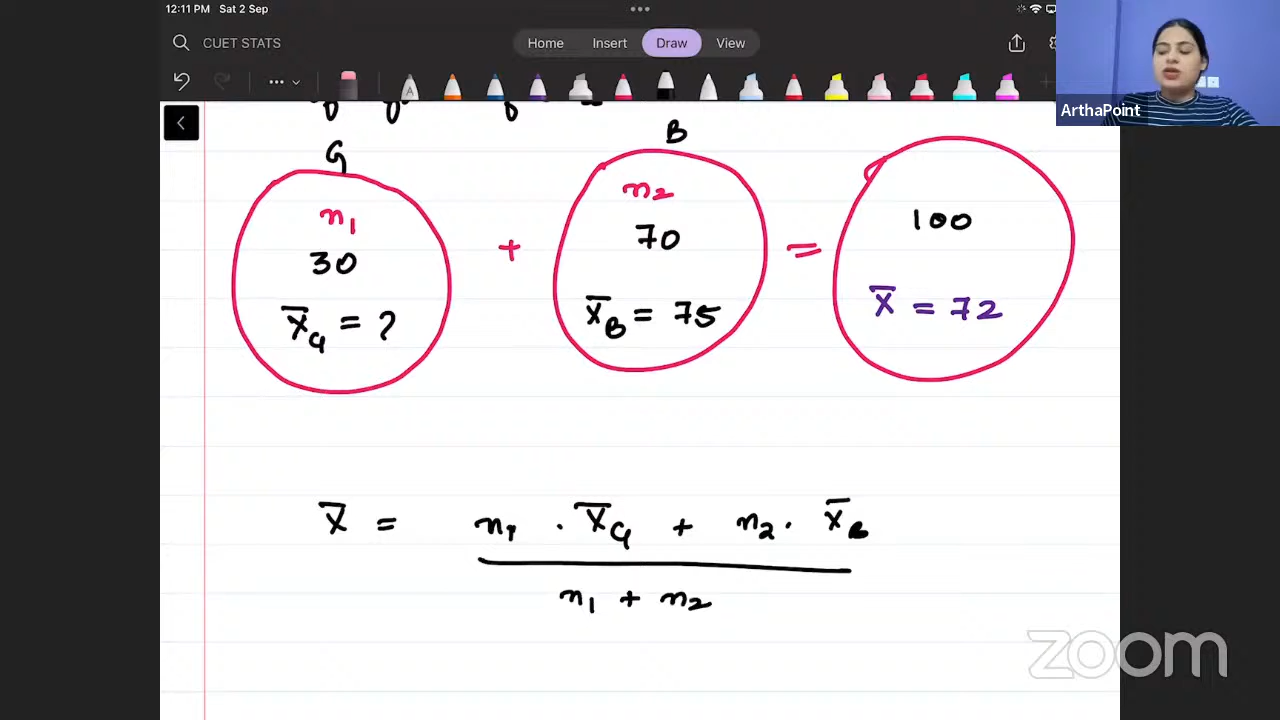 12:11 PM Sat 2 Sep
CUET STATS
Home Insert Draw View
A
ArthaPoint
G
B
n₁
n₂
30
70
100
X̅G = ?
X̅B = 75
X̅ = 72
+
=
X̅ = n₁ . X̅G + n₂ . X̅B
n₁ + n₂
zoom